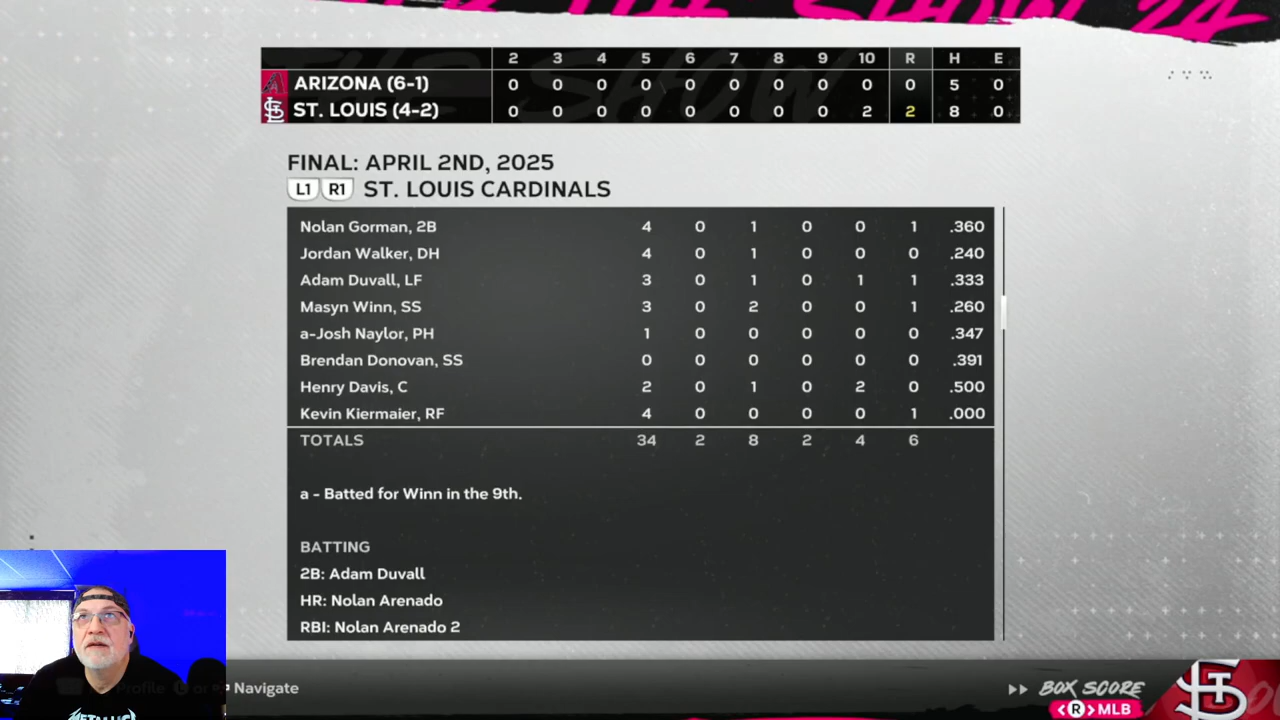 THE SHOW 24
2 3 4 5 6 7 8 9 10 R H E
ARIZONA (6-1) 0 0 0 0 0 0 0 0 0 0 5 0
ST. LOUIS (4-2) 0 0 0 0 0 0 0 0 2 2 8 0
FINAL: APRIL 2ND, 2025
L1 R1 ST. LOUIS CARDINALS
Nolan Gorman, 2B 4 0 1 0 0 1 .360
Jordan Walker, DH 4 0 1 0 0 0 .240
Adam Duvall, LF 3 0 1 0 1 1 .333
Masyn Winn, SS 3 0 2 0 0 1 .260
a-Josh Naylor, PH 1 0 0 0 0 0 .347
Brendan Donovan, SS 0 0 0 0 0 0 .391
Henry Davis, C 2 0 1 0 2 0 .500
Kevin Kiermaier, RF 4 0 0 0 0 1 .000
TOTALS 34 2 8 2 4 6
a - Batted for Winn in the 9th.
BATTING
2B: Adam Duvall
HR: Nolan Arenado
RBI: Nolan Arenado 2
Profile L or Navigate
BOX SCORE
R MLB
METALLICA